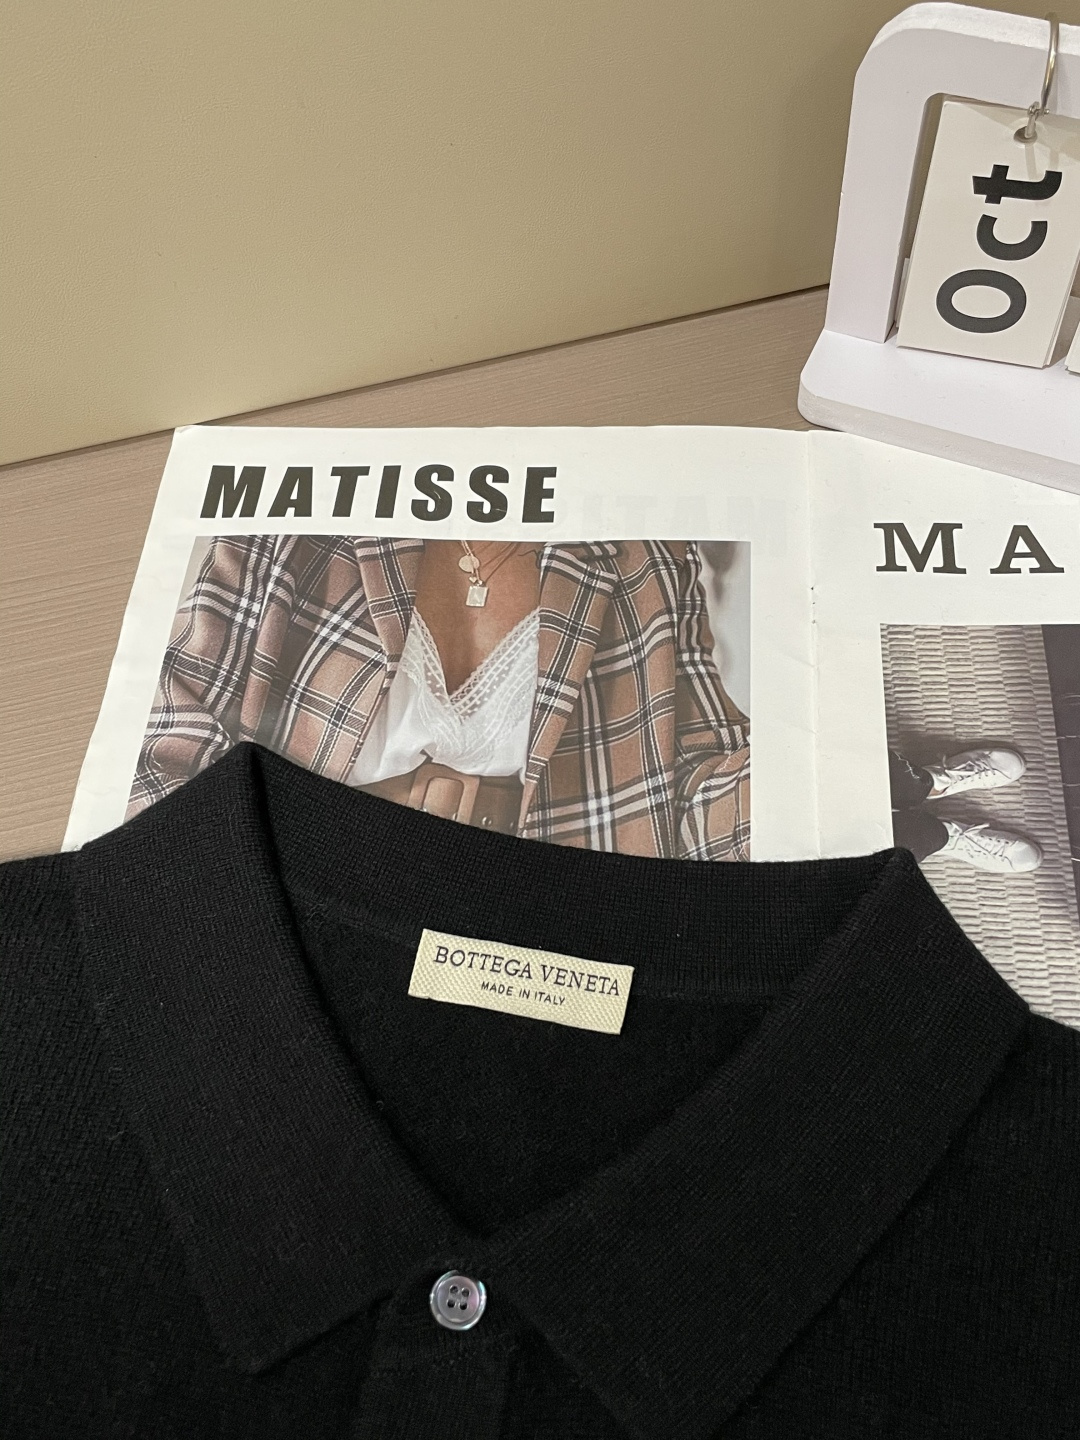 Oct
MATISSE
MA
BOTTEGA VENETA
MADE IN ITALY